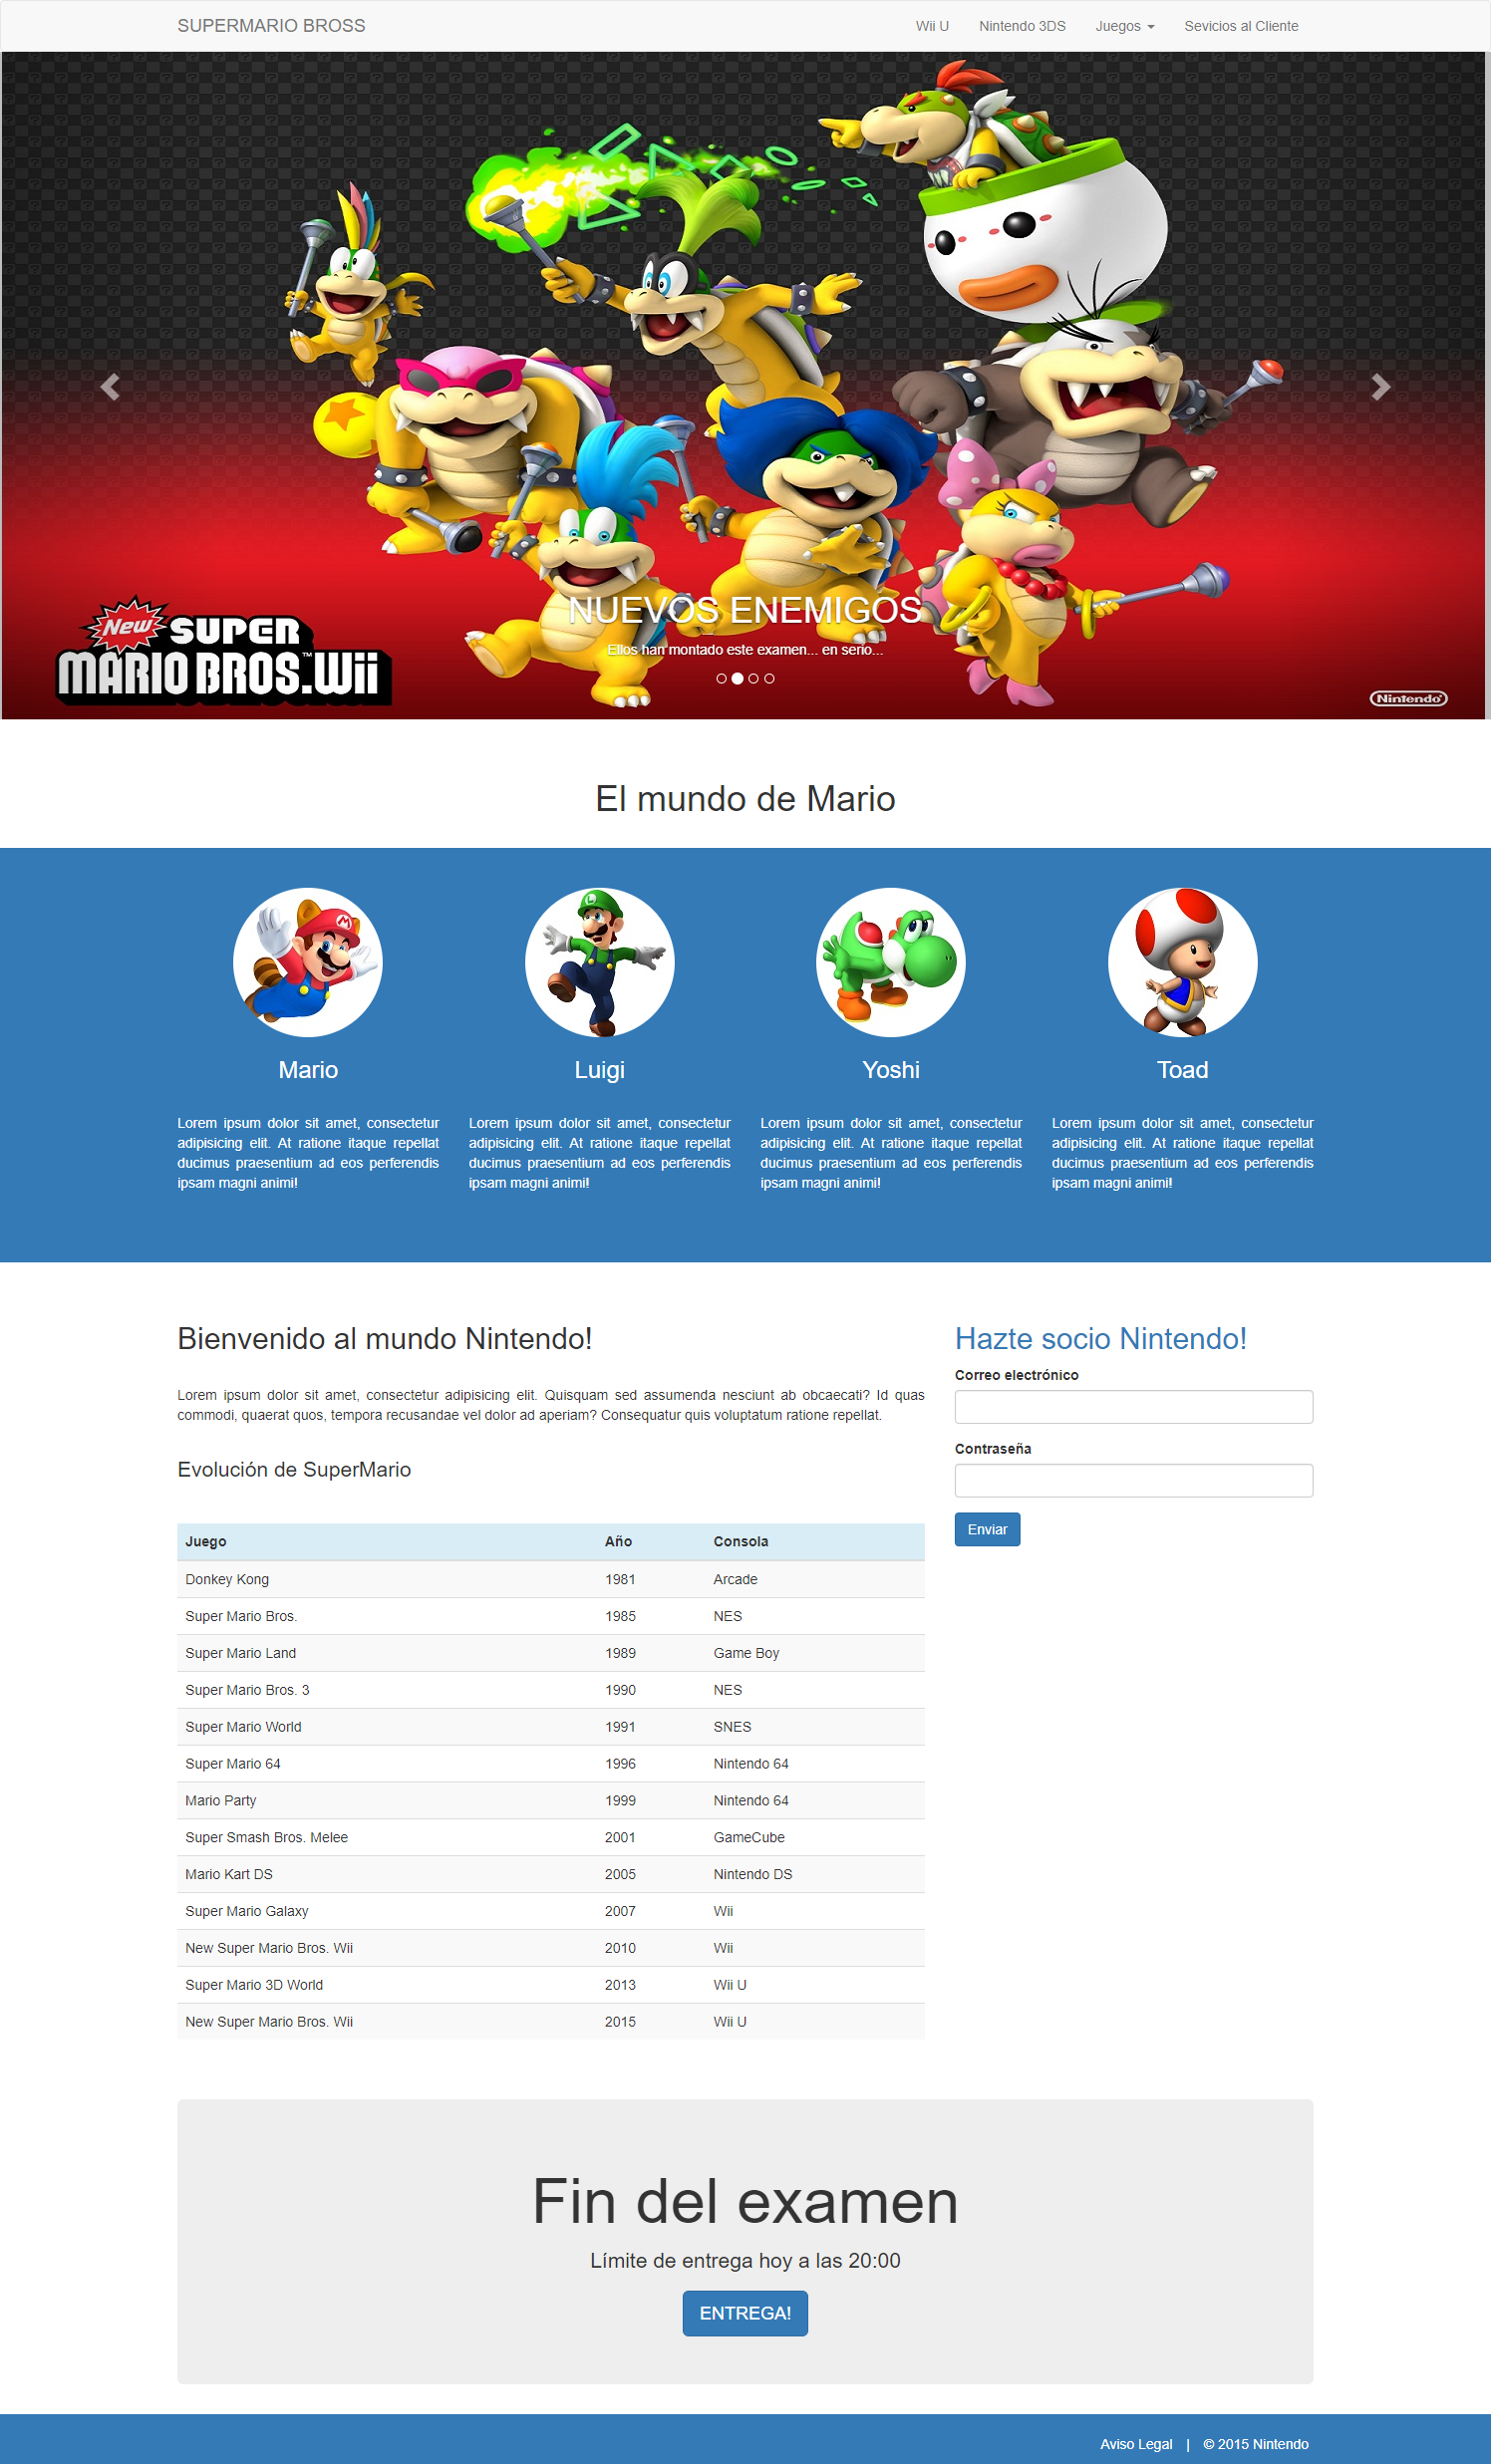 SUPERMARIO BROSS
Wii U
Nintendo 3DS
Juegos
Sevicios al Cliente
New
SUPER
MARIO BROS.™ Wii
NUEVOS ENEMIGOS
Ellos han montado este examen... en serio...
Nintendo®
El mundo de Mario
M
L
Mario
Lorem ipsum dolor sit amet, consectetur
adipisicing elit. At ratione itaque repellat
ducimus praesentium ad eos perferendis
ipsam magni animi!
Luigi
Lorem ipsum dolor sit amet, consectetur
adipisicing elit. At ratione itaque repellat
ducimus praesentium ad eos perferendis
ipsam magni animi!
Yoshi
Lorem ipsum dolor sit amet, consectetur
adipisicing elit. At ratione itaque repellat
ducimus praesentium ad eos perferendis
ipsam magni animi!
Toad
Lorem ipsum dolor sit amet, consectetur
adipisicing elit. At ratione itaque repellat
ducimus praesentium ad eos perferendis
ipsam magni animi!
Bienvenido al mundo Nintendo!
Lorem ipsum dolor sit amet, consectetur adipisicing elit. Quisquam sed assumenda nesciunt ab obcaecati? Id quas
commodi, quaerat quos, tempora recusandae vel dolor ad aperiam? Consequatur quis voluptatum ratione repellat.
Evolución de SuperMario
Juego Año Consola
Donkey Kong 1981 Arcade
Super Mario Bros. 1985 NES
Super Mario Land 1989 Game Boy
Super Mario Bros. 3 1990 NES
Super Mario World 1991 SNES
Super Mario 64 1996 Nintendo 64
Mario Party 1999 Nintendo 64
Super Smash Bros. Melee 2001 GameCube
Mario Kart DS 2005 Nintendo DS
Super Mario Galaxy 2007 Wii
New Super Mario Bros. Wii 2010 Wii
Super Mario 3D World 2013 Wii U
New Super Mario Bros. Wii 2015 Wii U
Hazte socio Nintendo!
Correo electrónico
Contraseña
Enviar
Fin del examen
Límite de entrega hoy a las 20:00
ENTREGA!
Aviso Legal | © 2015 Nintendo